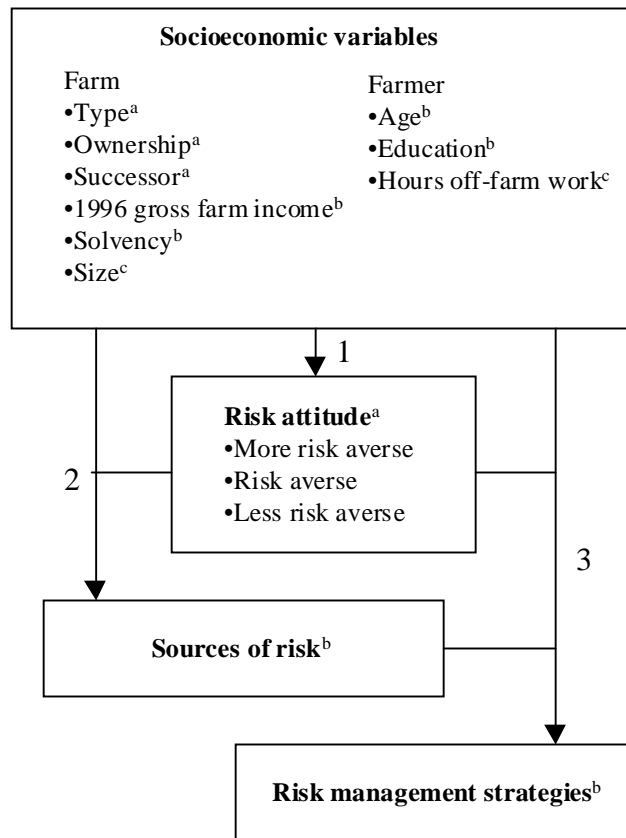 Socioeconomic variables
Farm
•Typeᵃ
•Ownershipᵃ
•Successorᵃ
•1996 gross farm incomeᵇ
•Solvencyᵇ
•Sizeᶜ
Farmer
•Ageᵇ
•Educationᵇ
•Hours off-farm workᶜ
1
Risk attitudeᵃ
•More risk averse
•Risk averse
•Less risk averse
2
3
Sources of riskᵇ
Risk management strategiesᵇ